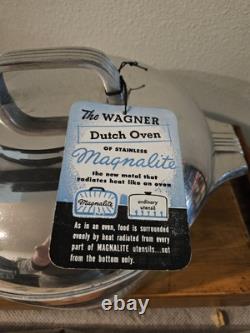 The WAGNER
Dutch Oven
OF STAINLESS
Magnalite
the new metal that
radiates heat like an oven
Magnalite
ordinary
utensil
As in an oven, food is surrounded
evenly by heat radiated from every
part of MAGNALITE utensils...not
from the bottom only.